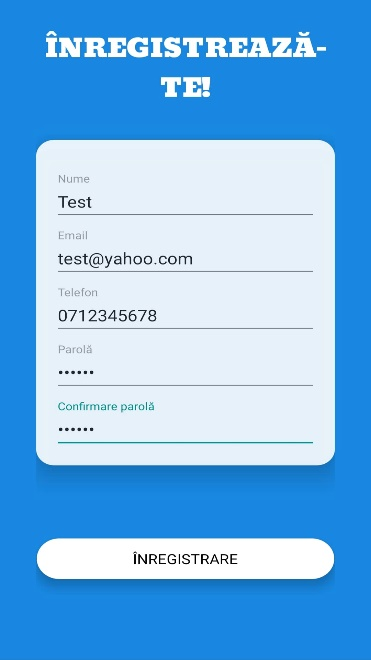 ÎNREGISTREAZĂ-
TE!
Nume
Test
Email
test@yahoo.com
Telefon
0712345678
Parolă
••••••
Confirmare parolă
••••••
ÎNREGISTRARE